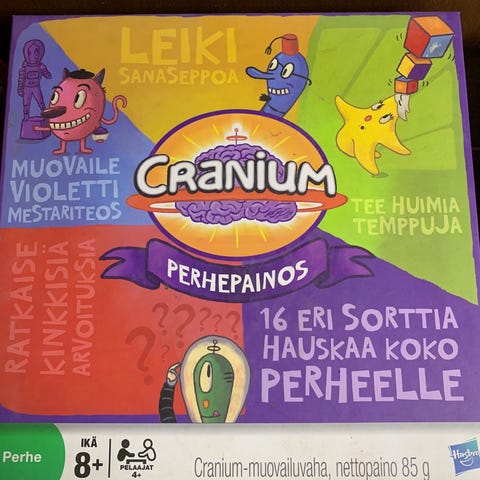 LEIKI
SANASEPPOA
MUOVAILE
VIOLETTI
MESTARITEOS
CRANIUM
TEE HUIMIA
TEMPPUJA
PERHEPAINOS
RATKAISE
KINKKISIÄ
ARVOITUKSIA
???????
16 ERI SORTTIA
HAUSKAA KOKO
PERHEELLE
Perhe
IKÄ
8+
PELAAJAT
4+
Cranium-muovailuvaha, nettopaino 85 g
Hasbro